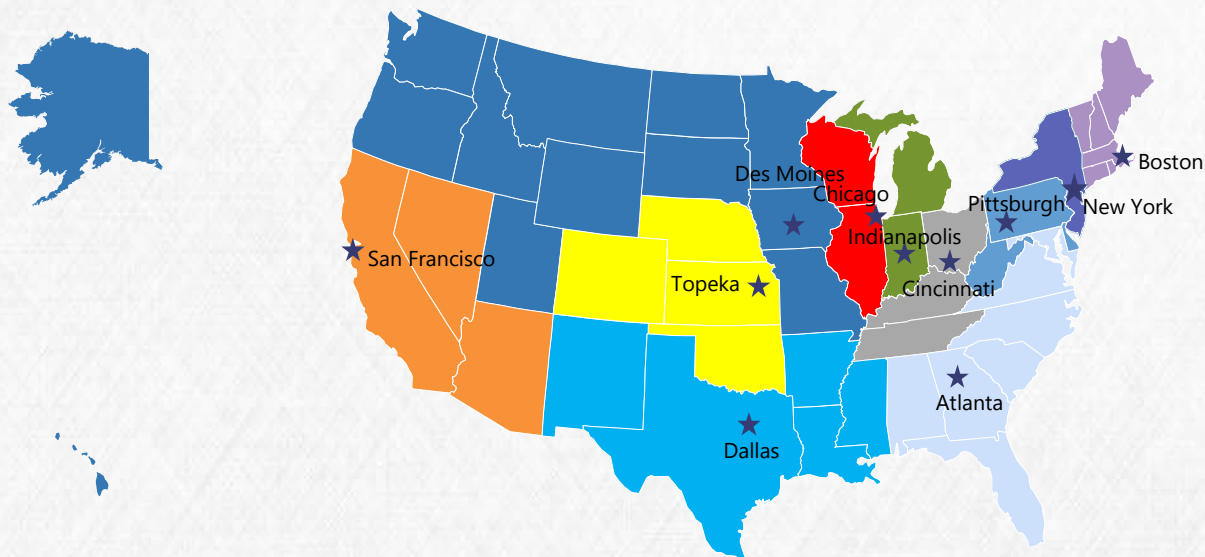 Des Moines
Chicago
Boston
Pittsburgh
New York
Indianapolis
San Francisco
Topeka
Cincinnati
Atlanta
Dallas